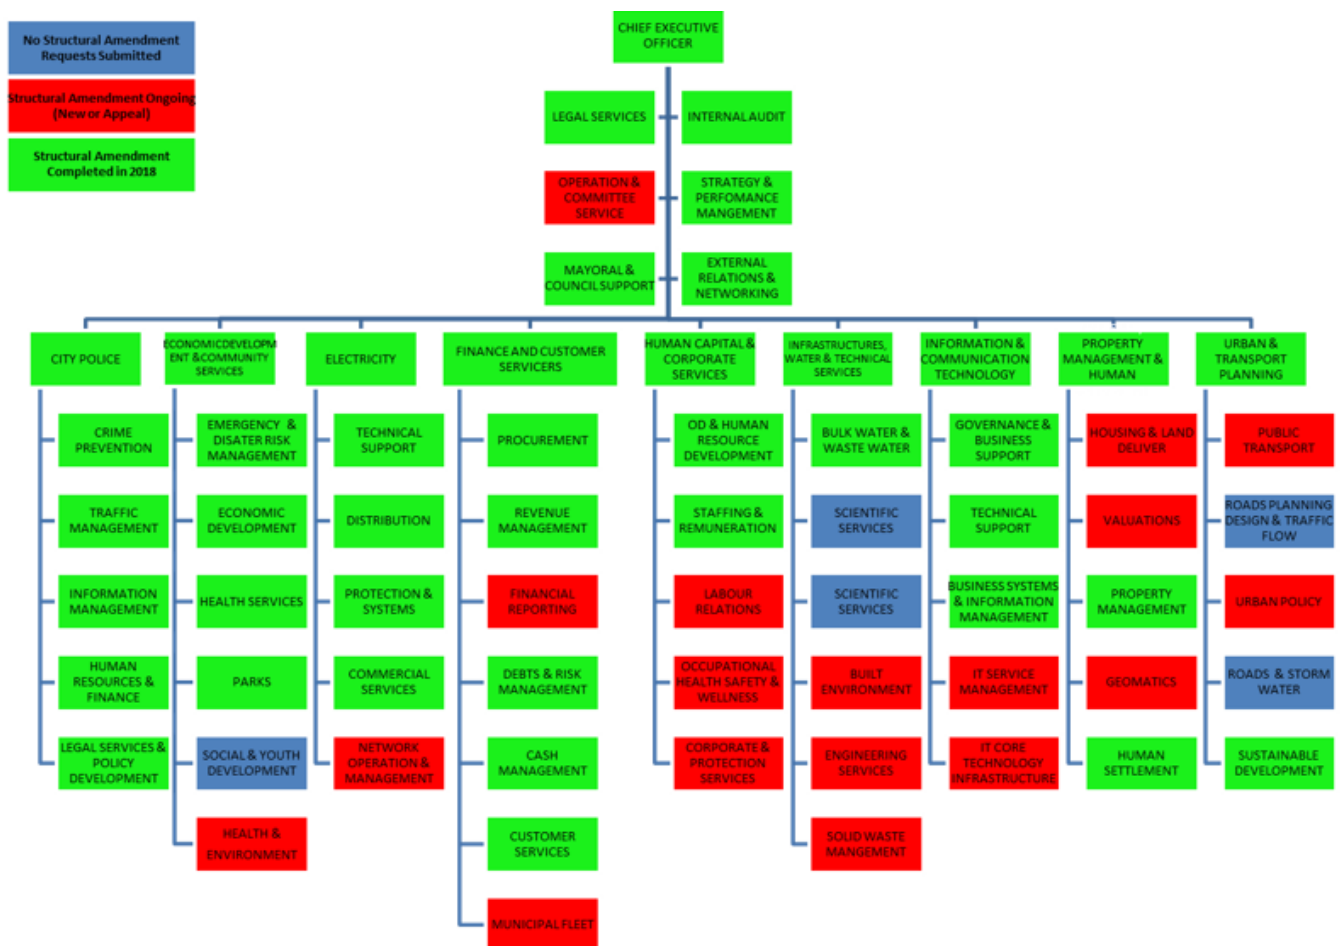 No Structural Amendment
Requests Submitted
Structural Amendment Ongoing
(New or Appeal)
Structural Amendment
Completed in 2018
CHIEF EXECUTIVE
OFFICER
LEGAL SERVICES
INTERNAL AUDIT
OPERATION &
COMMITTEE
SERVICE
STRATEGY &
PERFOMANCE
MANGEMENT
MAYORAL &
COUNCIL SUPPORT
EXTERNAL
RELATIONS &
NETWORKING
CITY POLICE
ECONOMIC DEVELOPM
ENT & COMMUNITY
SERVICES
ELECTRICITY
FINANCE AND CUSTOMER
SERVICERS
HUMAN CAPITAL &
CORPORATE
SERVICES
INFRASTRUCTURES,
WATER & TECHNICAL
SERVICES
INFORMATION &
COMMUNICATION
TECHNOLOGY
PROPERTY
MANAGEMENT &
HUMAN
URBAN &
TRANSPORT
PLANNING
CRIME
PREVENTION
TRAFFIC
MANAGEMENT
INFORMATION
MANAGEMENT
HUMAN
RESOURCES &
FINANCE
LEGAL SERVICES &
POLICY
DEVELOPMENT
EMERGENCY &
DISATER RISK
MANAGEMENT
ECONOMIC
DEVELOPMENT
HEALTH SERVICES
PARKS
SOCIAL & YOUTH
DEVELOPMENT
HEALTH &
ENVIRONMENT
TECHNICAL
SUPPORT
DISTRIBUTION
PROTECTION &
SYSTEMS
COMMERCIAL
SERVICES
NETWORK
OPERATION &
MANAGEMENT
PROCUREMENT
REVENUE
MANAGEMENT
FINANCIAL
REPORTING
DEBTS & RISK
MANAGEMENT
CASH
MANAGEMENT
CUSTOMER
SERVICES
MUNICIPAL FLEET
OD & HUMAN
RESOURCE
DEVELOPMENT
STAFFING &
REMUNERATION
LABOUR
RELATIONS
OCCUPATIONAL
HEALTH SAFETY &
WELLNESS
CORPORATE &
PROTECTION
SERVICES
BULK WATER &
WASTE WATER
SCIENTIFIC
SERVICES
SCIENTIFIC
SERVICES
BUILT
ENVIRONMENT
ENGINEERING
SERVICES
SOLID WASTE
MANGEMENT
GOVERNANCE &
BUSINESS
SUPPORT
TECHNICAL
SUPPORT
BUSINESS SYSTEMS
& INFORMATION
MANAGEMENT
IT SERVICE
MANAGEMENT
IT CORE
TECHNOLOGY
INFRASTRUCTURE
HOUSING & LAND
DELIVER
VALUATIONS
PROPERTY
MANAGEMENT
GEOMATICS
HUMAN
SETTLEMENT
PUBLIC
TRANSPORT
ROADS PLANNING
DESIGN & TRAFFIC
FLOW
URBAN POLICY
ROADS & STORM
WATER
SUSTAINABLE
DEVELOPMENT